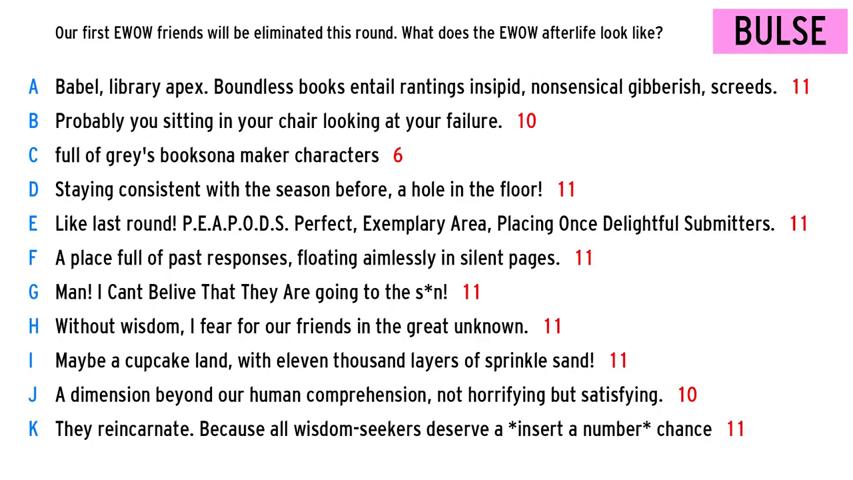 Our first EWOW friends will be eliminated this round. What does the EWOW afterlife look like?
BULSE
A Babel, library apex. Boundless books entail rantings insipid, nonsensical gibberish, screeds. 11
B Probably you sitting in your chair looking at your failure. 10
C full of grey's booksona maker characters 6
D Staying consistent with the season before, a hole in the floor! 11
E Like last round! P.E.A.P.O.D.S. Perfect, Exemplary Area, Placing Once Delightful Submitters. 11
F A place full of past responses, floating aimlessly in silent pages. 11
G Man! I Cant Belive That They Are going to the s*n! 11
H Without wisdom, I fear for our friends in the great unknown. 11
I Maybe a cupcake land, with eleven thousand layers of sprinkle sand! 11
J A dimension beyond our human comprehension, not horrifying but satisfying. 10
K They reincarnate. Because all wisdom-seekers deserve a *insert a number* chance 11